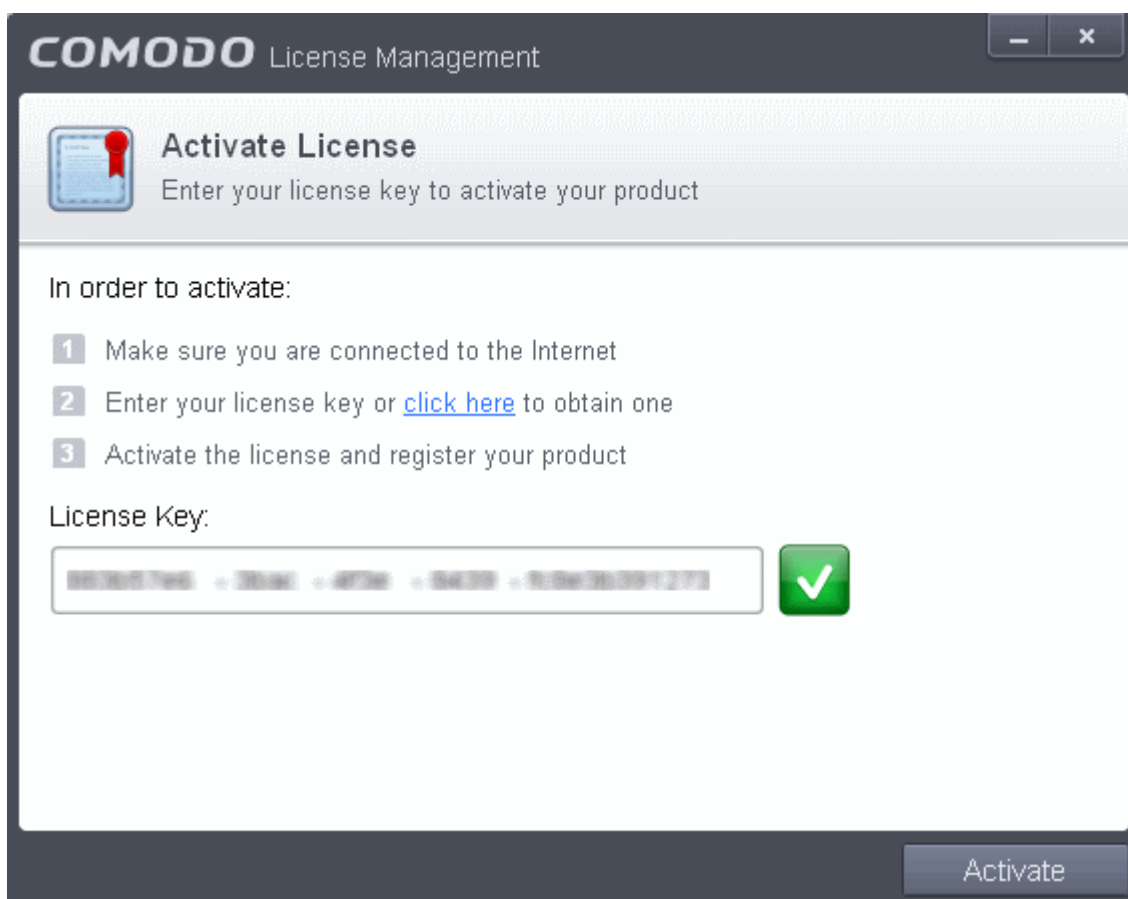 COMODO License Management
Activate License
Enter your license key to activate your product
In order to activate:
1 Make sure you are connected to the Internet
2 Enter your license key or click here to obtain one
3 Activate the license and register your product
License Key:
Activate